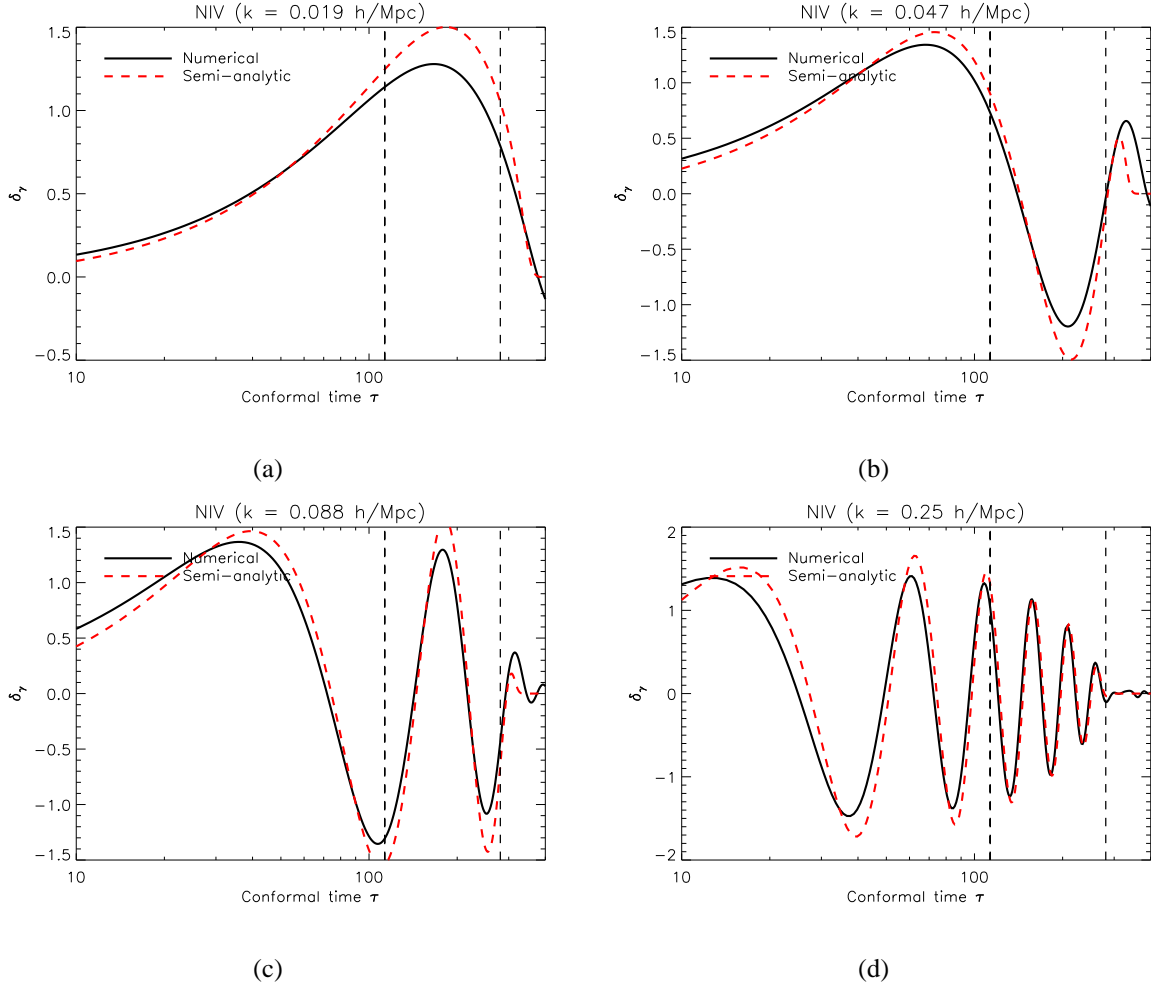 NIV (k = 0.019 h/Mpc)
Numerical
Semi-analytic
δγ
1.5
1.0
0.5
0.0
−0.5
10
100
Conformal time τ
(a)
NIV (k = 0.047 h/Mpc)
Numerical
Semi-analytic
δγ
1.5
1.0
0.5
0.0
−0.5
−1.0
−1.5
10
100
Conformal time τ
(b)
NIV (k = 0.088 h/Mpc)
Numerical
Semi-analytic
δγ
1.5
1.0
0.5
0.0
−0.5
−1.0
−1.5
10
100
Conformal time τ
(c)
NIV (k = 0.25 h/Mpc)
Numerical
Semi-analytic
δγ
2
1
0
−1
−2
10
100
Conformal time τ
(d)